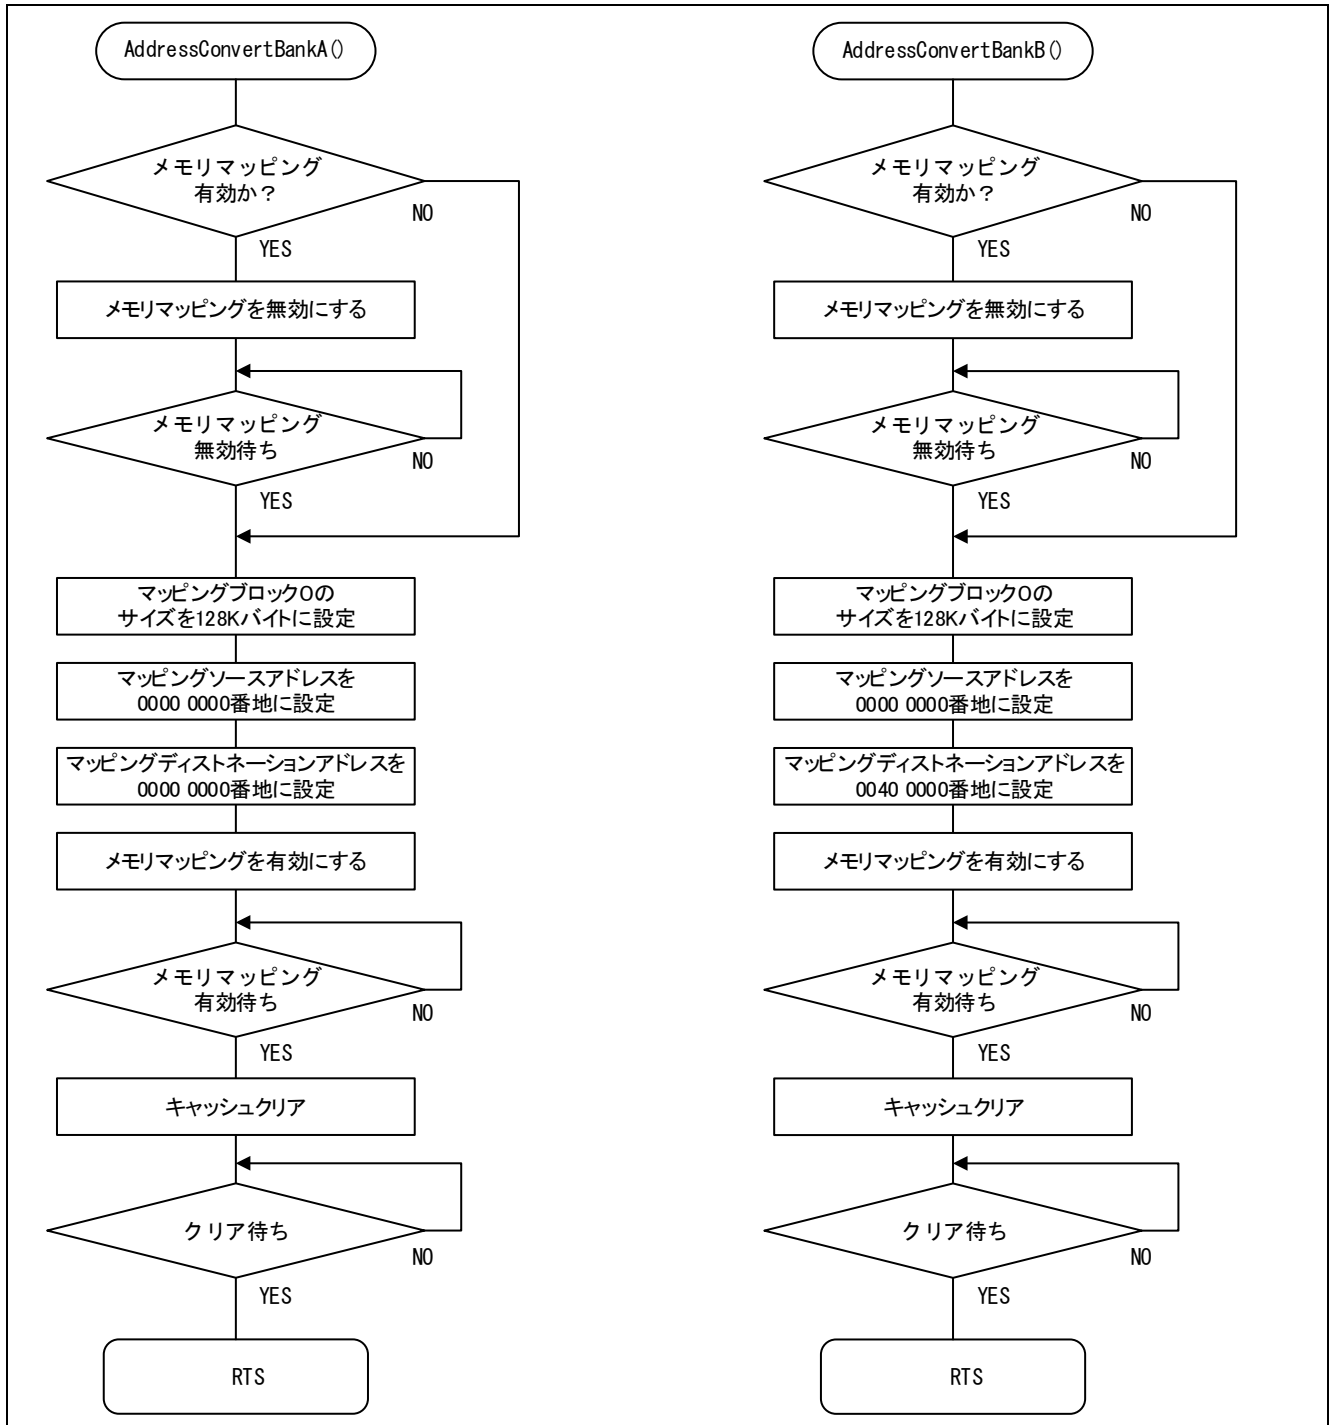 AddressConvertBankA()
メモリマッピング
有効か？
NO
YES
メモリマッピングを無効にする
メモリマッピング
無効待ち
NO
YES
マッピングブロック0の
サイズを128Kバイトに設定
マッピングソースアドレスを
0000 0000番地に設定
マッピングディストネーションアドレスを
0000 0000番地に設定
メモリマッピングを有効にする
メモリマッピング
有効待ち
NO
YES
キャッシュクリア
クリア待ち
NO
YES
RTS
AddressConvertBankB()
メモリマッピング
有効か？
NO
YES
メモリマッピングを無効にする
メモリマッピング
無効待ち
NO
YES
マッピングブロック0の
サイズを128Kバイトに設定
マッピングソースアドレスを
0000 0000番地に設定
マッピングディストネーションアドレスを
0040 0000番地に設定
メモリマッピングを有効にする
メモリマッピング
有効待ち
NO
YES
キャッシュクリア
クリア待ち
NO
YES
RTS